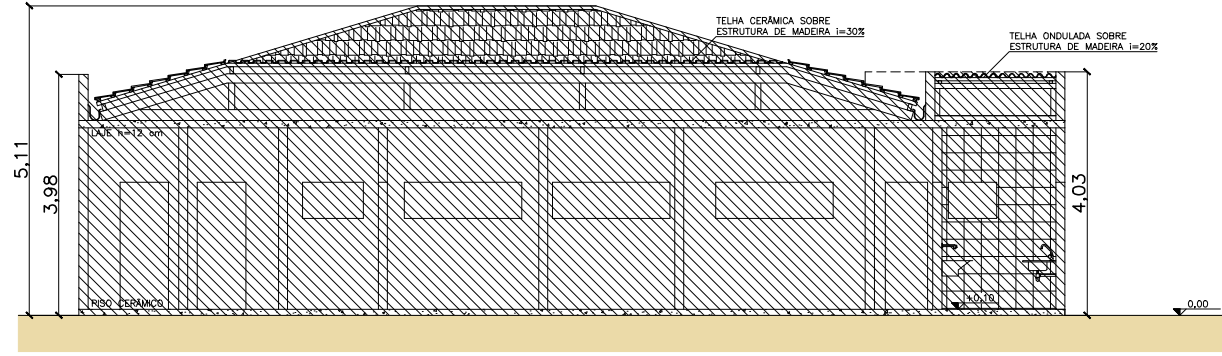 TELHA CERÂMICA SOBRE
ESTRUTURA DE MADEIRA i=30%
TELHA ONDULADA SOBRE
ESTRUTURA DE MADEIRA i=20%
LAJE h=12 cm
5,11
3,98
4,03
PISO CERÂMICO
+0,10
0,00